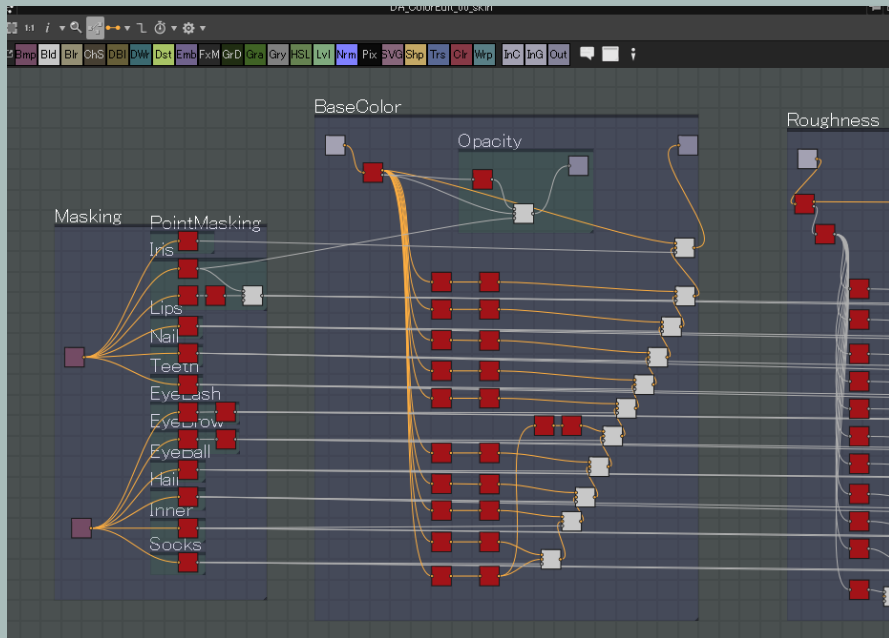 DA_ColorEdit_00_skin
1:1 i
Bmp Bld Blr ChS DBl DWr Dst Emb FxM GrD Gra Gry HSL Lvl Nrm Pix SVG Shp Trs Clr Wrp InC InG Out
BaseColor
Roughness
Opacity
Masking
PointMasking
Iris
Lips
Nail
Teeth
EyeLash
EyeBrow
EyeBall
Hair
Inner
Socks